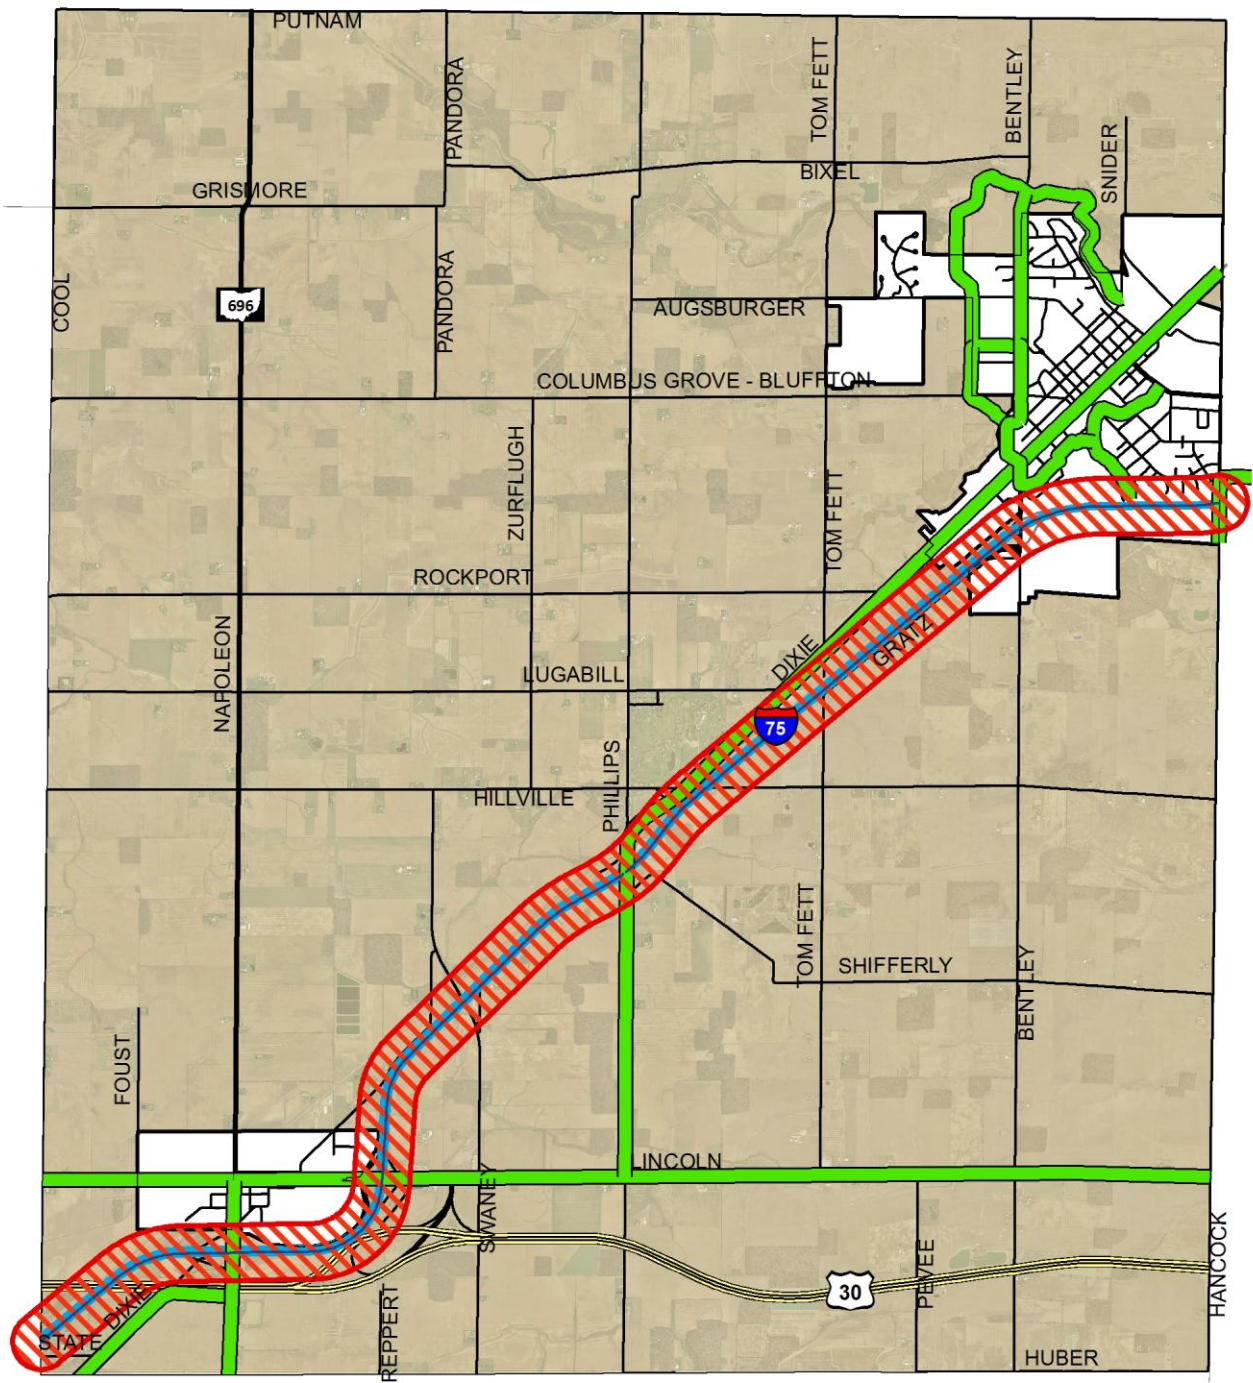 PUTNAM
TOM FETT
BENTLEY
PANDORA
SNIDER
BIXEL
GRISMORE
COOL
PANDORA
696
AUGSBURGER
COLUMBUS GROVE - BLUFFTON
ZURFLUGH
TOM FETT
ROCKPORT
NAPOLEON
DIXIE
GRATZ
LUGABILL
75
PHILLIPS
HILLVILLE
TOM FETT
SHIFFERLY
BENTLEY
FOUST
LINCOLN
SWANEY
HANCOCK
PEVEE
30
DIXIE
REPPERT
STATE
HUBER